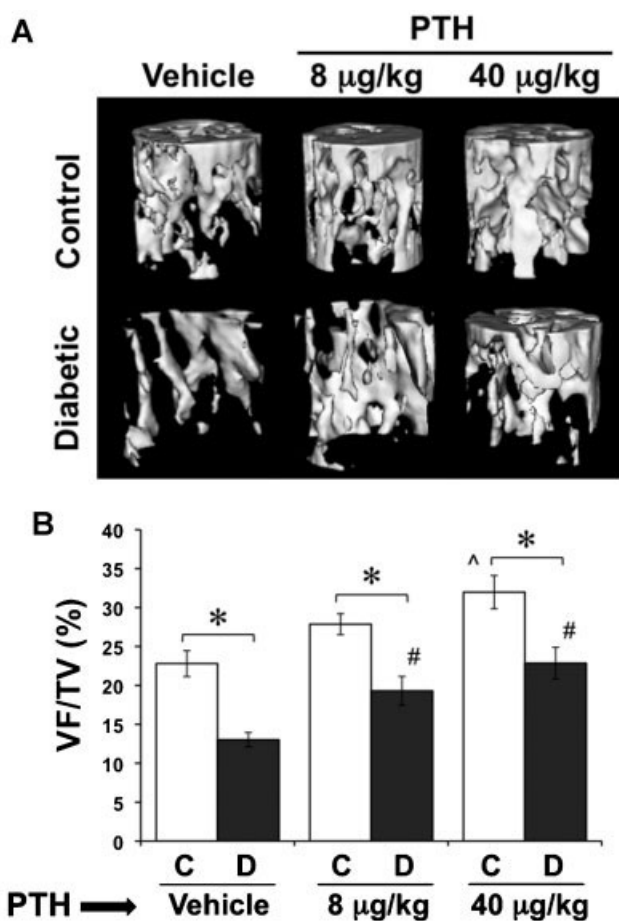 A
PTH
Vehicle 8 µg/kg 40 µg/kg
Control
Diabetic
B
VF/TV (%)
40
35
30
25
20
15
10
5
0
*
*
#
^
*
#
C D C D C D
PTH Vehicle 8 µg/kg 40 µg/kg